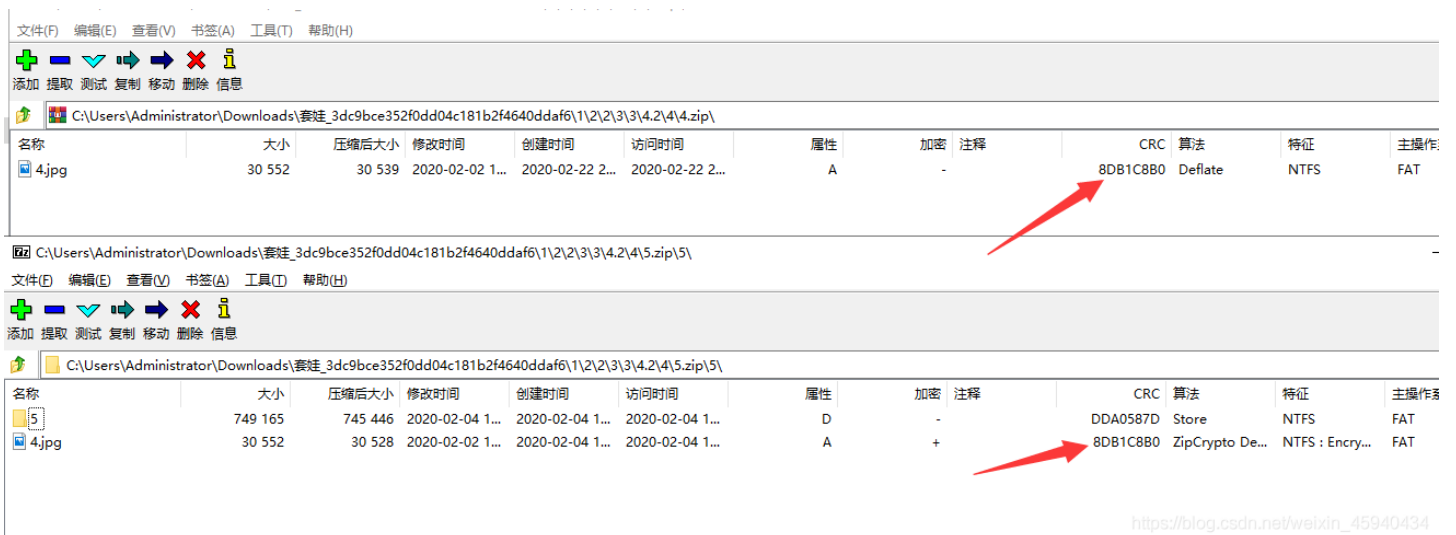 文件(F) 编辑(E) 查看(V) 书签(A) 工具(T) 帮助(H)
添加 提取 测试 复制 移动 删除 信息
C:\Users\Administrator\Downloads\套娃_3dc9bce352f0dd04c181b2f4640ddaf6\1\2\2\3\3\4.2\4\4.zip\
名称 大小 压缩后大小 修改时间 创建时间 访问时间 属性 加密 注释 CRC 算法 特征 主操作
4.jpg 30 552 30 539 2020-02-02 1... 2020-02-22 2... 2020-02-22 2... A - 8DB1C8B0 Deflate NTFS FAT
7z C:\Users\Administrator\Downloads\套娃_3dc9bce352f0dd04c181b2f4640ddaf6\1\2\2\3\3\4.2\4\5.zip\5\
文件(F) 编辑(E) 查看(V) 书签(A) 工具(T) 帮助(H)
添加 提取 测试 复制 移动 删除 信息
C:\Users\Administrator\Downloads\套娃_3dc9bce352f0dd04c181b2f4640ddaf6\1\2\2\3\3\4.2\4\5.zip\5\
名称 大小 压缩后大小 修改时间 创建时间 访问时间 属性 加密 注释 CRC 算法 特征 主操作
5 749 165 745 446 2020-02-04 1... 2020-02-04 1... 2020-02-04 1... D - DDA0587D Store NTFS FAT
4.jpg 30 552 30 528 2020-02-02 1... 2020-02-04 1... 2020-02-04 1... A + 8DB1C8B0 ZipCrypto De... NTFS : Encry... FAT
https://blog.csdn.net/weixin_45940434